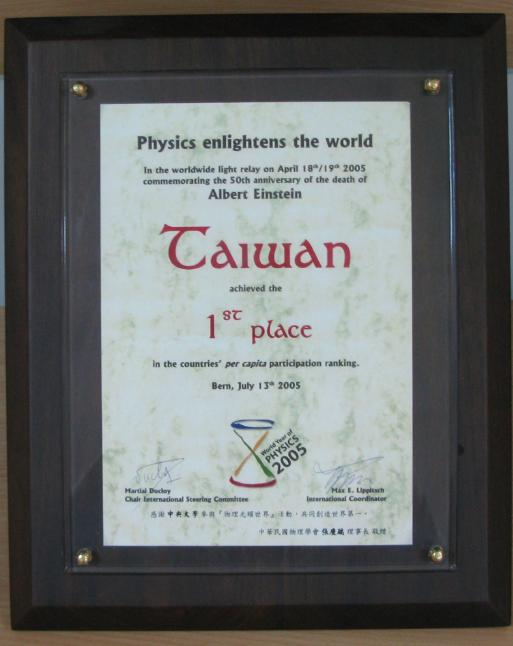 Physics enlightens the world
In the worldwide light relay on April 18th/19th 2005
commemorating the 50th anniversary of the death of
Albert Einstein
Taiwan
achieved the
1st place
in the countries' per capita participation ranking.
Bern, July 13th 2005
World Year of
PHYSICS
2005
Martial Ducloy
Chair International Steering Committee
Max E. Lippitsch
International Coordinator
感謝 中央大學 參與「物理光耀世界」活動，共同創造世界第一。
中華民國物理學會 張慶瑞 理事長 敬贈